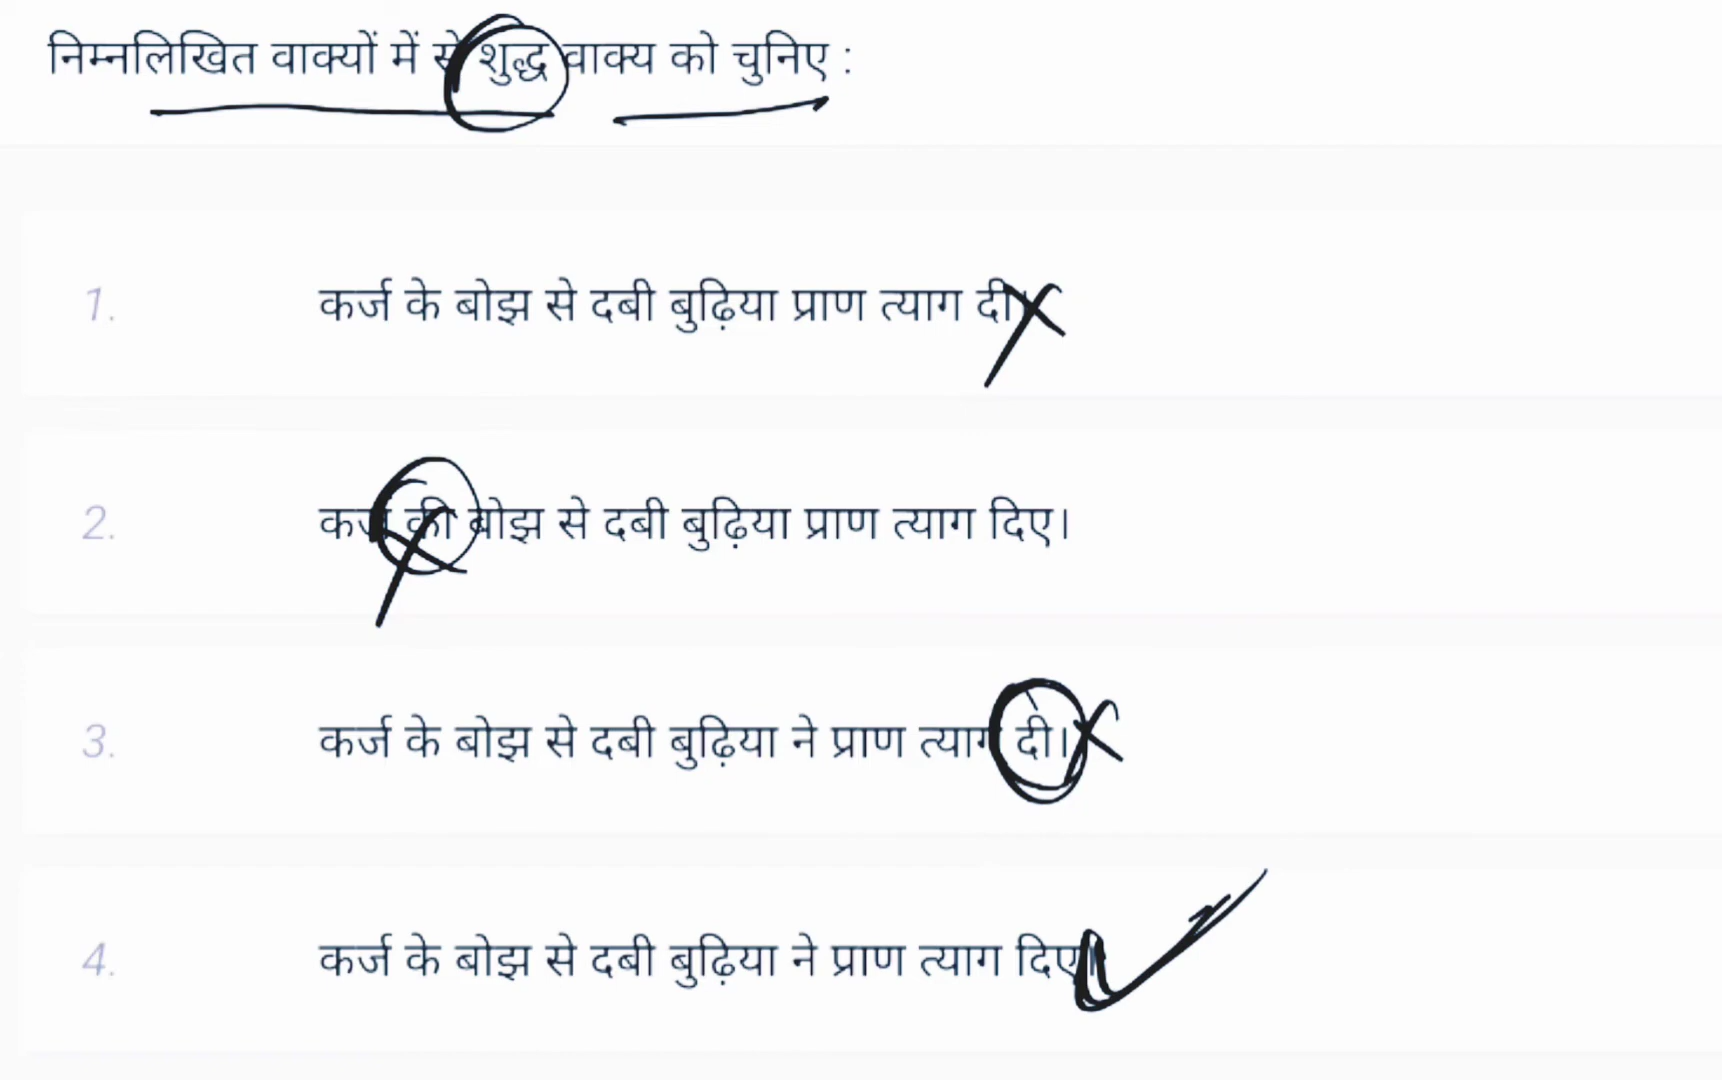 निम्नलिखित वाक्यों में से शुद्ध वाक्य को चुनिए :
1. कर्ज के बोझ से दबी बुढ़िया प्राण त्याग दी।
2. कर्ज की बोझ से दबी बुढ़िया प्राण त्याग दिए।
3. कर्ज के बोझ से दबी बुढ़िया ने प्राण त्याग दी।
4. कर्ज के बोझ से दबी बुढ़िया ने प्राण त्याग दिए।